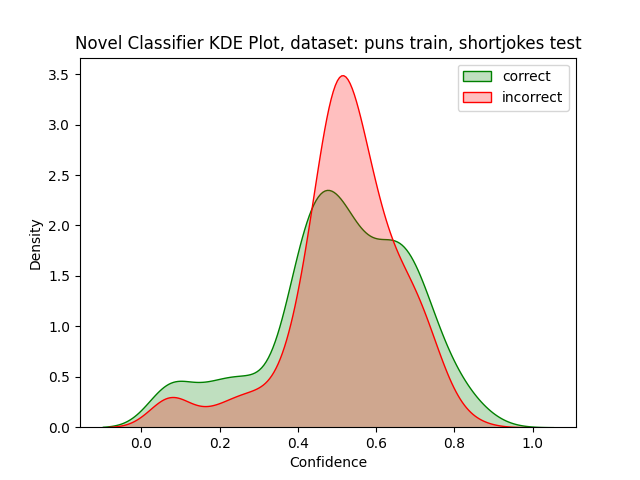 Novel Classifier KDE Plot, dataset: puns train, shortjokes test
correct
incorrect
3.5
3.0
2.5
2.0
1.5
1.0
0.5
0.0
Density
0.0 0.2 0.4 0.6 0.8 1.0
Confidence